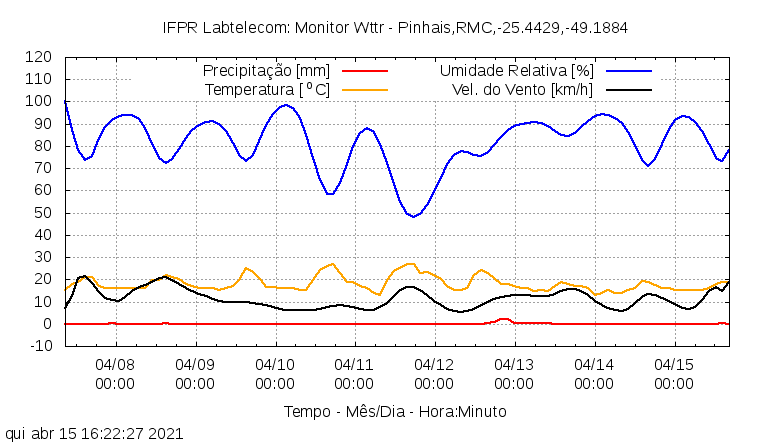 IFPR Labtelecom: Monitor Wttr - Pinhais,RMC,-25.4429,-49.1884
Precipitação [mm]
Temperatura [ ⁰C]
Umidade Relativa [%]
Vel. do Vento [km/h]
120
110
100
90
80
70
60
50
40
30
20
10
0
-10
04/08 04/09 04/10 04/11 04/12 04/13 04/14 04/15
00:00 00:00 00:00 00:00 00:00 00:00 00:00 00:00
Tempo - Mês/Dia - Hora:Minuto
qui abr 15 16:22:27 2021